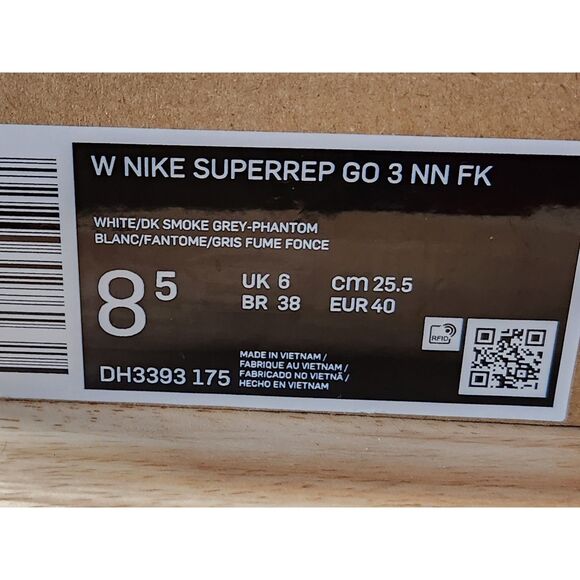 W NIKE SUPERREP GO 3 NN FK
WHITE/DK SMOKE GREY-PHANTOM
BLANC/FANTOME/GRIS FUME FONCE
8 5
UK 6 cm 25.5
BR 38 EUR 40
RFID
DH3393 175
MADE IN VIETNAM /
FABRIQUE AU VIETNAM /
FABRICADO NO VIETNÃ /
HECHO EN VIETNAM